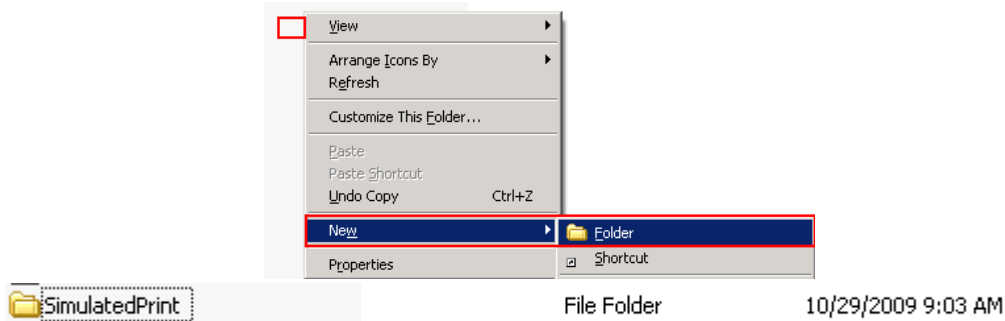 View
Arrange Icons By
Refresh
Customize This Folder...
Paste
Paste Shortcut
Undo Copy Ctrl+Z
New Folder
Shortcut
Properties
SimulatedPrint File Folder 10/29/2009 9:03 AM